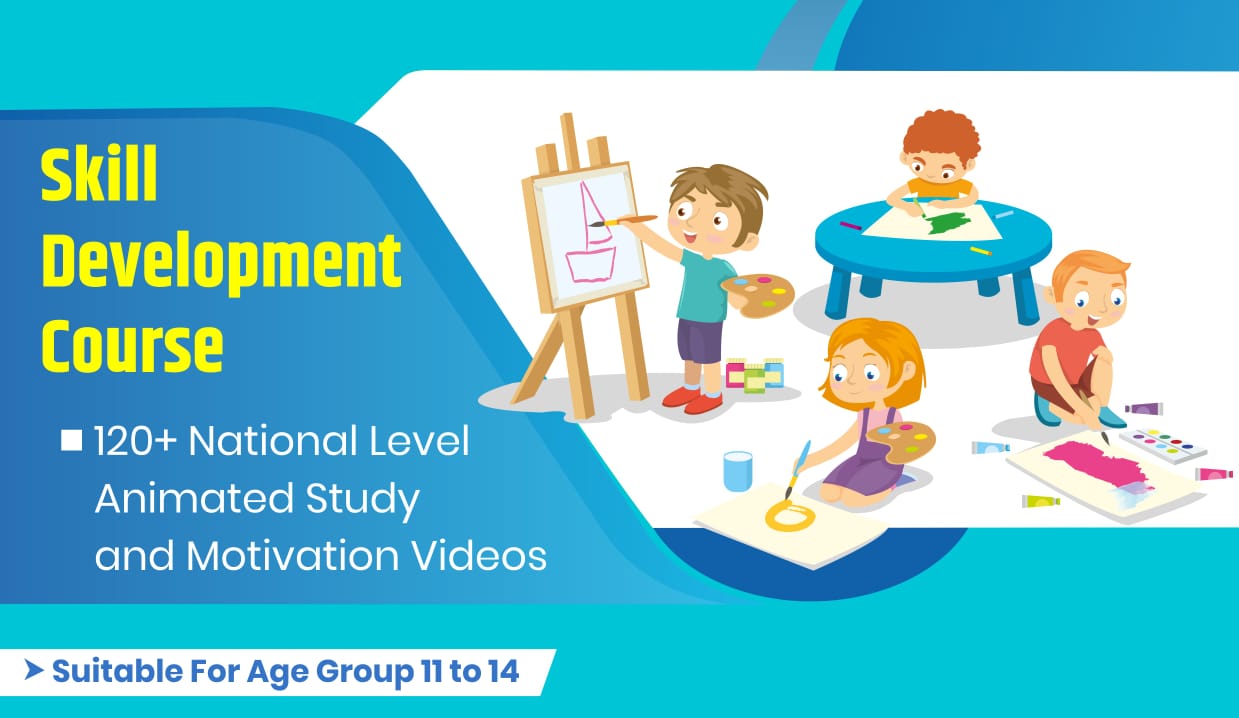 Skill
Development
Course
120+ National Level
Animated Study
and Motivation Videos
Suitable For Age Group 11 to 14